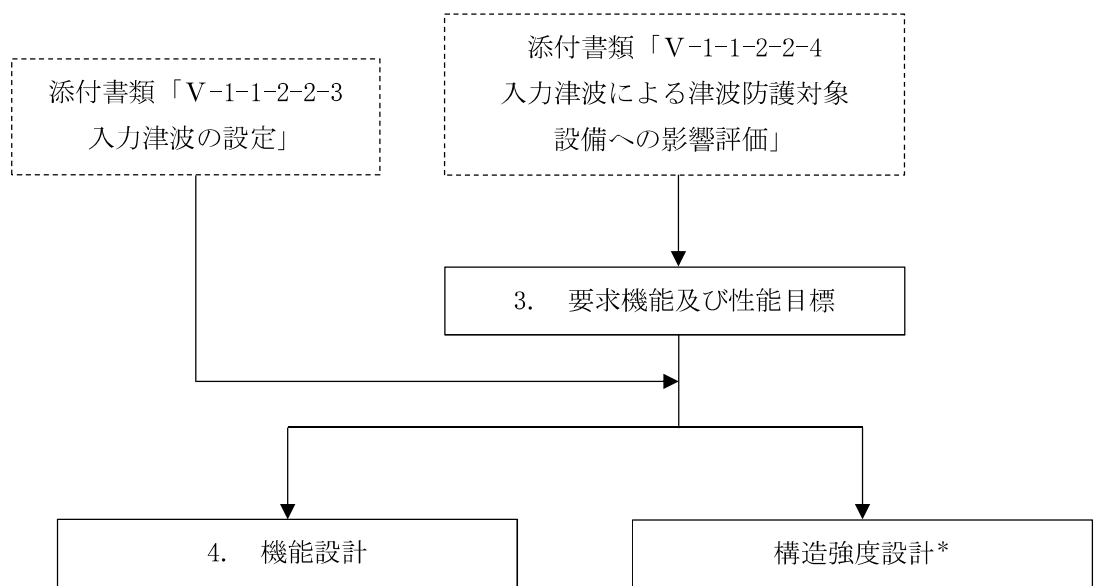 添付書類「Ⅴ-1-1-2-2-3
入力津波の設定」
添付書類「Ⅴ-1-1-2-2-4
入力津波による津波防護対象
設備への影響評価」
3.　要求機能及び性能目標
4.　機能設計
構造強度設計*